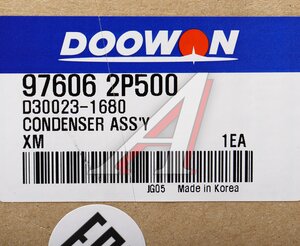 DOOWON
97606 2P500
D30023-1680
CONDENSER ASS'Y
XM 1EA
JG05 Made in Korea